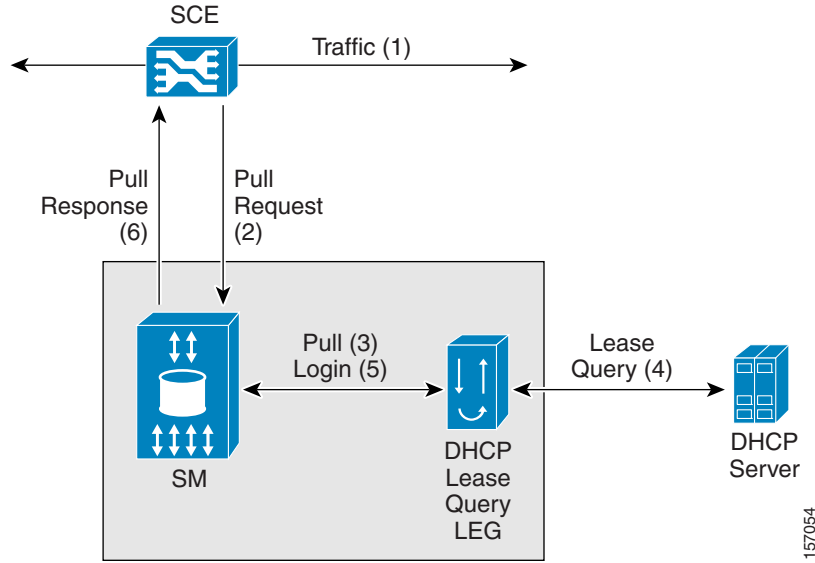 SCE
Traffic (1)
Pull
Response
(6)
Pull
Request
(2)
Pull (3)
Login (5)
Lease
Query (4)
SM
DHCP
Lease
Query
LEG
DHCP
Server
157054